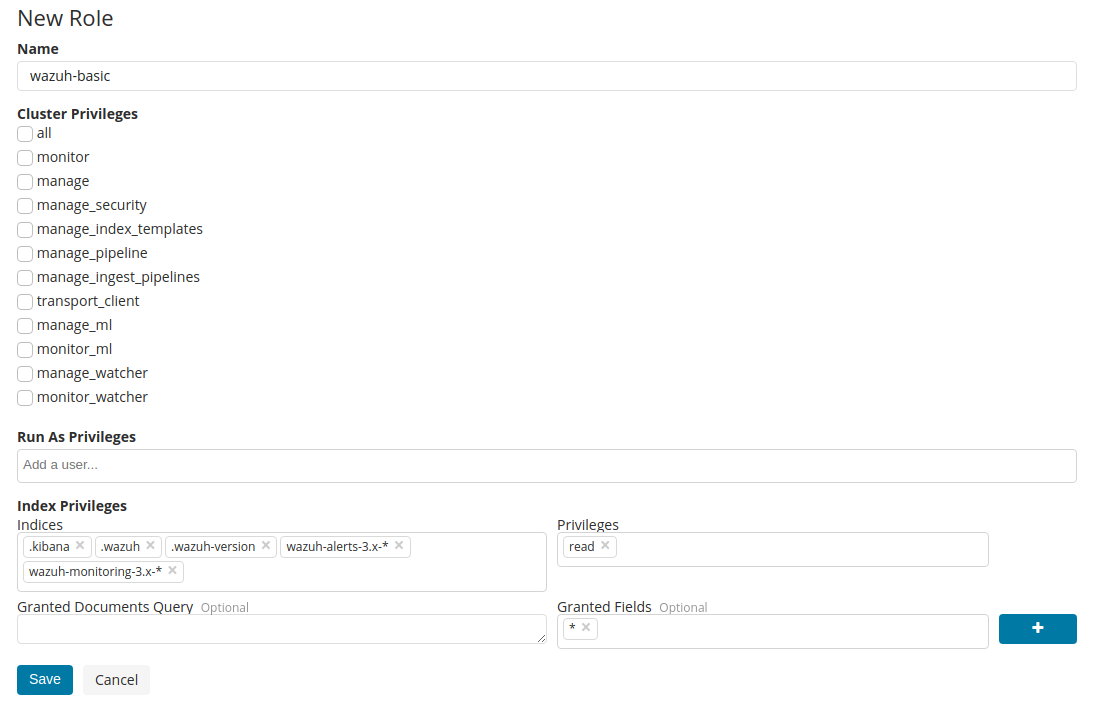 New Role
Name
wazuh-basic
Cluster Privileges
all
monitor
manage
manage_security
manage_index_templates
manage_pipeline
manage_ingest_pipelines
transport_client
manage_ml
monitor_ml
manage_watcher
monitor_watcher
Run As Privileges
Add a user...
Index Privileges
Indices Privileges
.kibana × .wazuh × .wazuh-version × wazuh-alerts-3.x-* × read ×
wazuh-monitoring-3.x-* ×
Granted Documents Query Optional Granted Fields Optional
* × +
Save Cancel